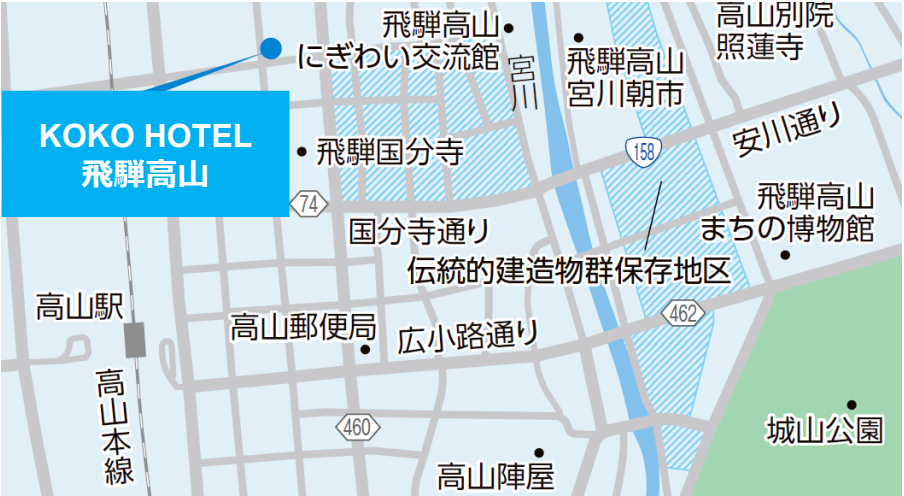 飛騨高山
にぎわい交流館
宮川
飛騨高山
宮川朝市
高山別院
照蓮寺
KOKO HOTEL
飛騨高山
飛騨国分寺
158
安川通り
74
国分寺通り
飛騨高山
まちの博物館
伝統的建造物群保存地区
高山駅
高山郵便局
広小路通り
462
高山本線
460
城山公園
高山陣屋